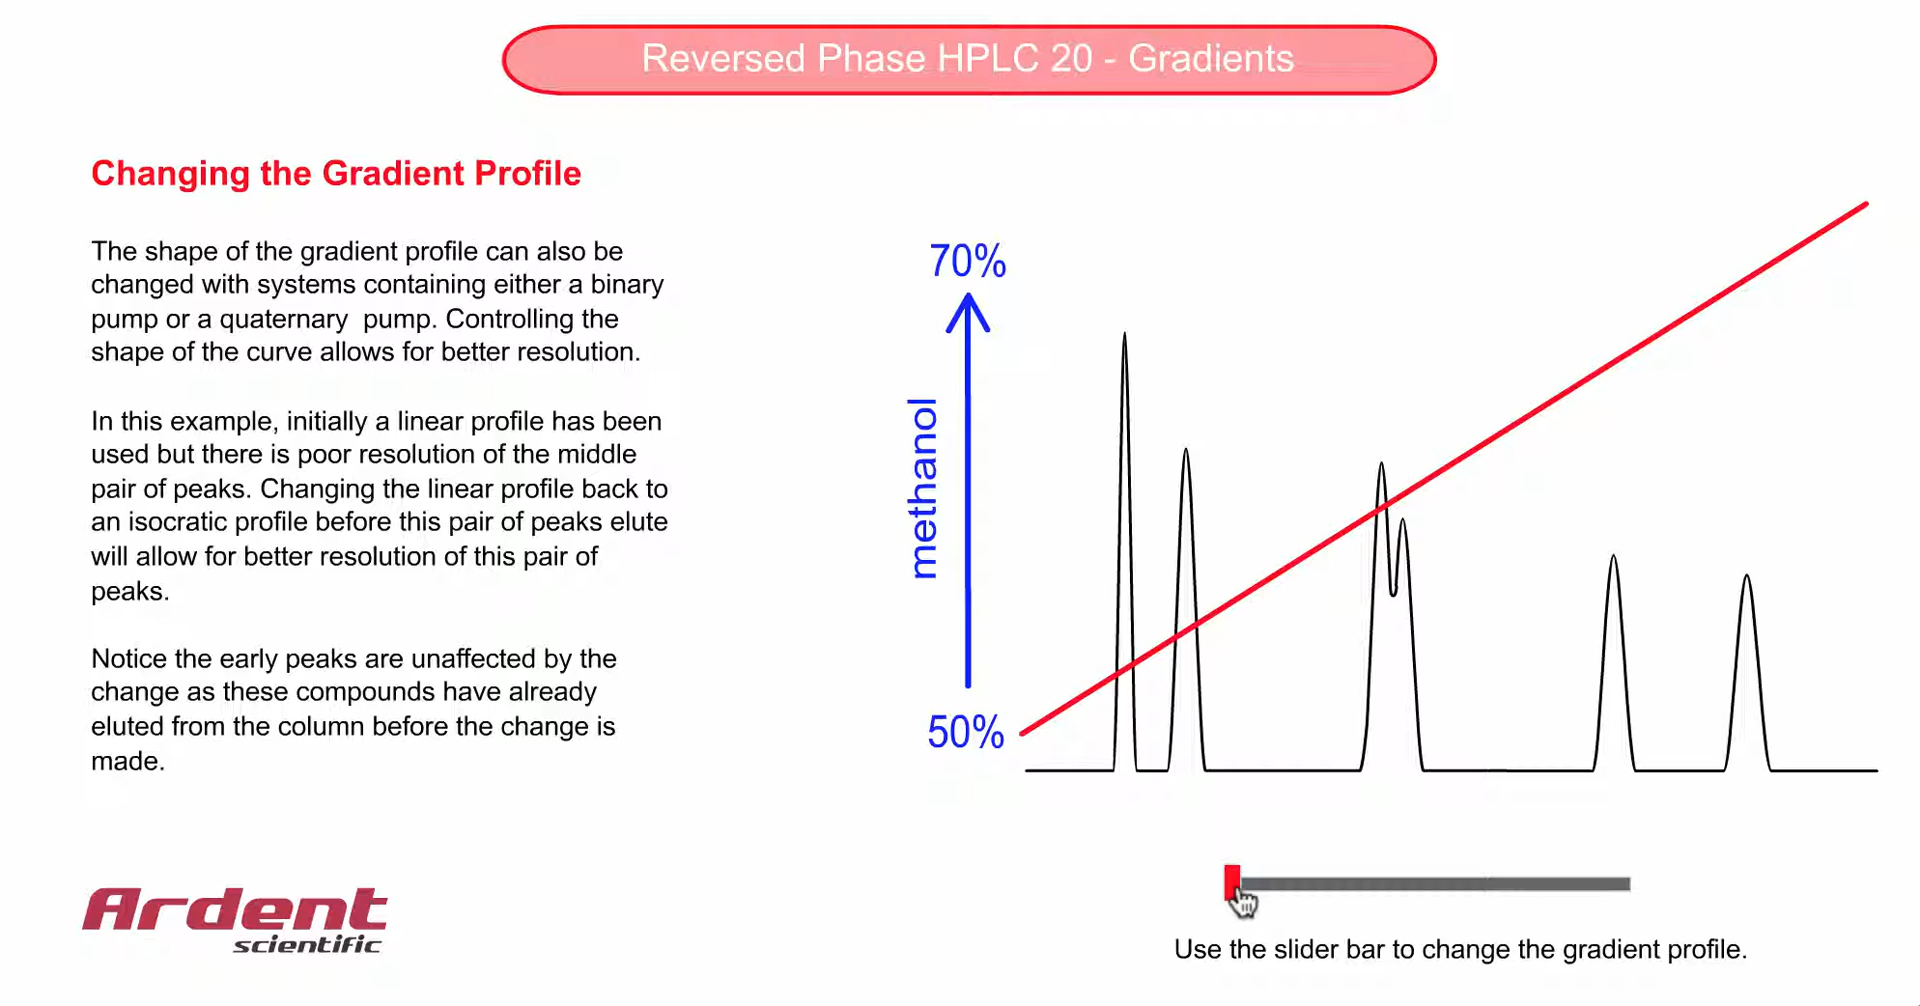 Reversed Phase HPLC 20 - Gradients
Changing the Gradient Profile
The shape of the gradient profile can also be
changed with systems containing either a binary
pump or a quaternary  pump. Controlling the
shape of the curve allows for better resolution.
In this example, initially a linear profile has been
used but there is poor resolution of the middle
pair of peaks. Changing the linear profile back to
an isocratic profile before this pair of peaks elute
will allow for better resolution of this pair of
peaks.
Notice the early peaks are unaffected by the
change as these compounds have already
eluted from the column before the change is
made.
70%
methanol
50%
Use the slider bar to change the gradient profile.
Ardent
scientific